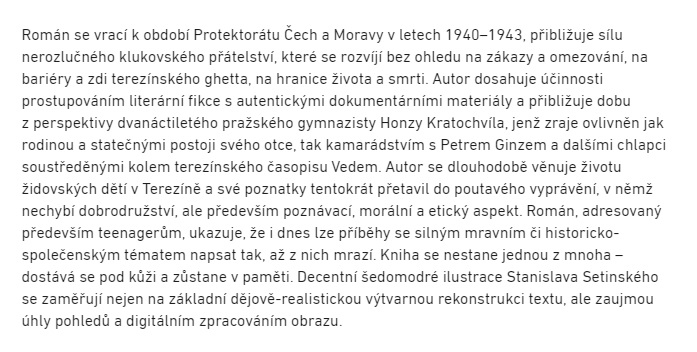 Román se vrací k období Protektorátu Čech a Moravy v letech 1940–1943, přibližuje sílu
nerozlučného klukovského přátelství, které se rozvíjí bez ohledu na zákazy a omezování, na
bariéry a zdi terezínského ghetta, na hranice života a smrti. Autor dosahuje účinnosti
prostupováním literární fikce s autentickými dokumentárními materiály a přibližuje dobu
z perspektivy dvanáctiletého pražského gymnazisty Honzy Kratochvíla, jenž zraje ovlivněn jak
rodinou a statečnými postoji svého otce, tak kamarádstvím s Petrem Ginzem a dalšími chlapci
soustředěnými kolem terezínského časopisu Vedem. Autor se dlouhodobě věnuje životu
židovských dětí v Terezíně a své poznatky tentokrát přetavil do poutavého vyprávění, v němž
nechybí dobrodružství, ale především poznávací, morální a etický aspekt. Román, adresovaný
především teenagerům, ukazuje, že i dnes lze příběhy se silným mravním či historicko-
společenským tématem napsat tak, až z nich mrazí. Kniha se nestane jednou z mnoha –
dostává se pod kůži a zůstane v paměti. Decentní šedomodré ilustrace Stanislava Setinského
se zaměřují nejen na základní dějově-realistickou výtvarnou rekonstrukci textu, ale zaujmou
úhly pohledů a digitálním zpracováním obrazu.